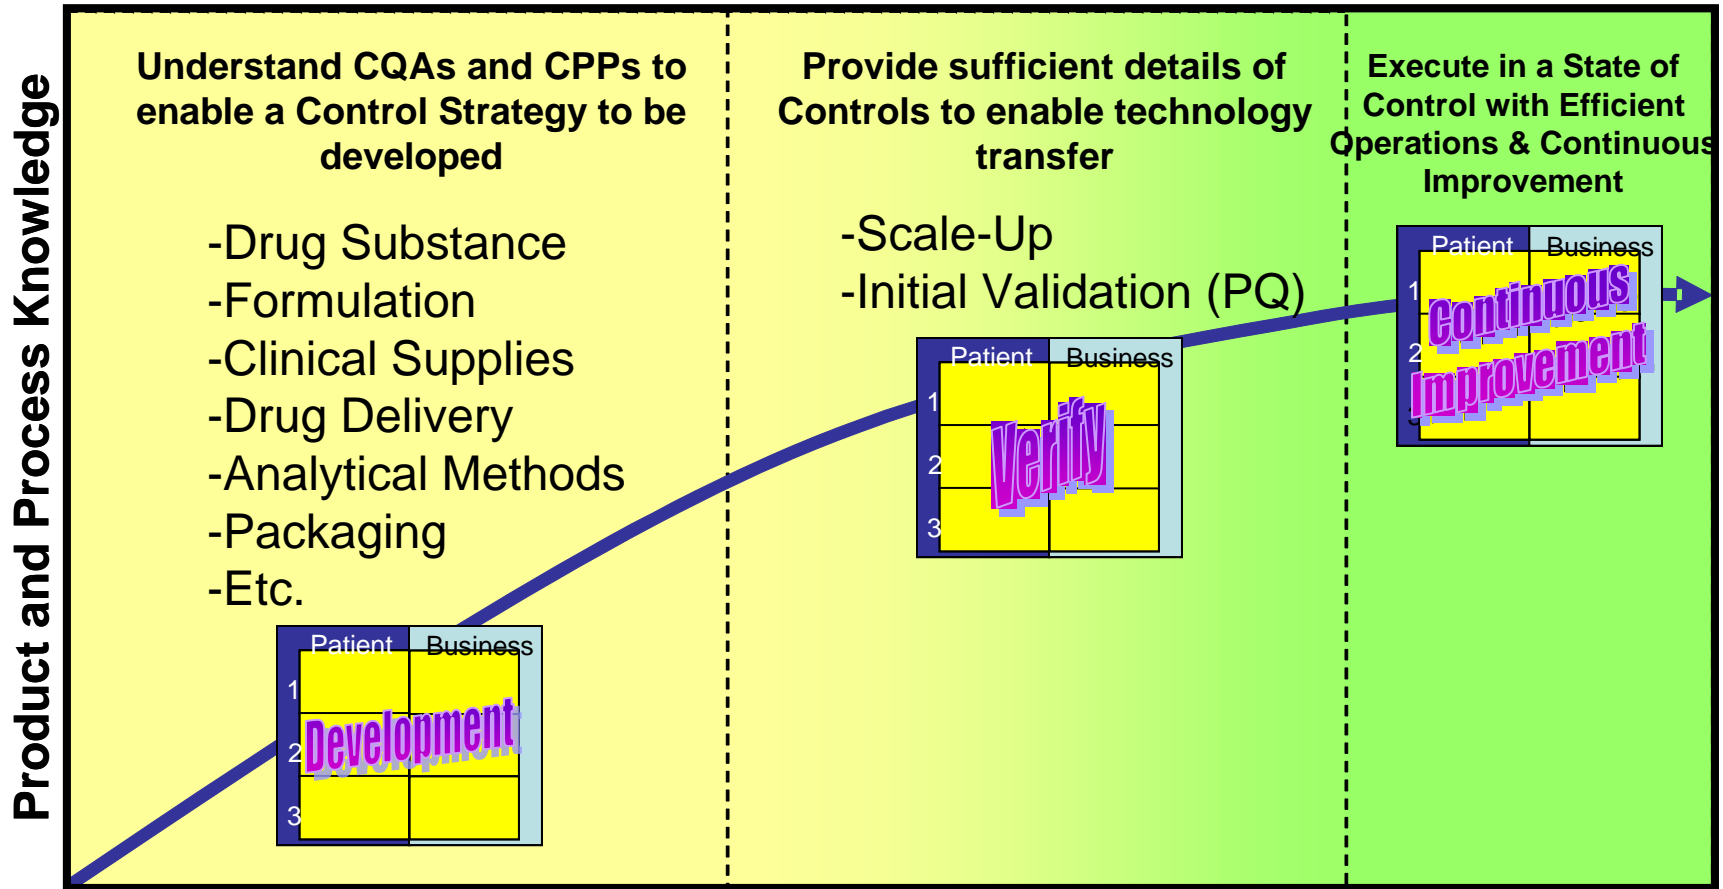 Product and Process Knowledge
Understand CQAs and CPPs to
enable a Control Strategy to be
developed
-Drug Substance
-Formulation
-Clinical Supplies
-Drug Delivery
-Analytical Methods
-Packaging
-Etc.
Patient Business
1
2
3
Development
Provide sufficient details of
Controls to enable technology
transfer
-Scale-Up
-Initial Validation (PQ)
Patient Business
1
2
3
Verify
Execute in a State of
Control with Efficient
Operations & Continuous
Improvement
Patient Business
1
2
3
Continuous
Improvement